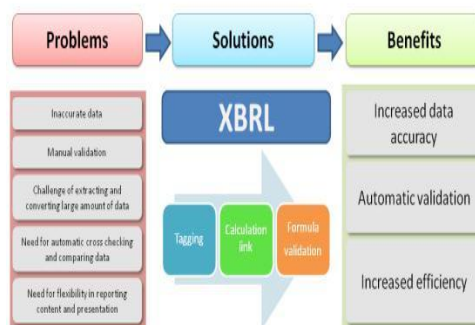 Problems
Solutions
Benefits
Inaccurate data
Manual validation
Challenge of extracting and
converting large amount of data
Need for automatic cross checking
and comparing data
Need for flexibility in reporting
content and presentation
XBRL
Tagging
Calculation
link
Formula
validation
Increased data
accuracy
Automatic validation
Increased efficiency